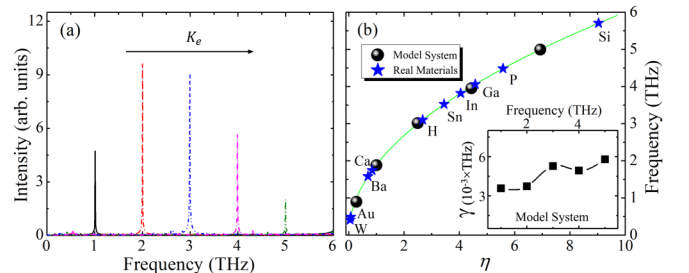 (a)
K_e
Intensity (arb. units)
12
9
6
3
0
0 1 2 3 4 5 6
Frequency (THz)
(b)
Model System
Real Materials
Si
P
Ga
In
Sn
H
Ca
Ba
Au
W
6
5
4
3
2
1
0
Frequency (THz)
0 2 4 6 8 10
η
Frequency (THz)
2 4
6
3
γ (10⁻³×THz)
Model System